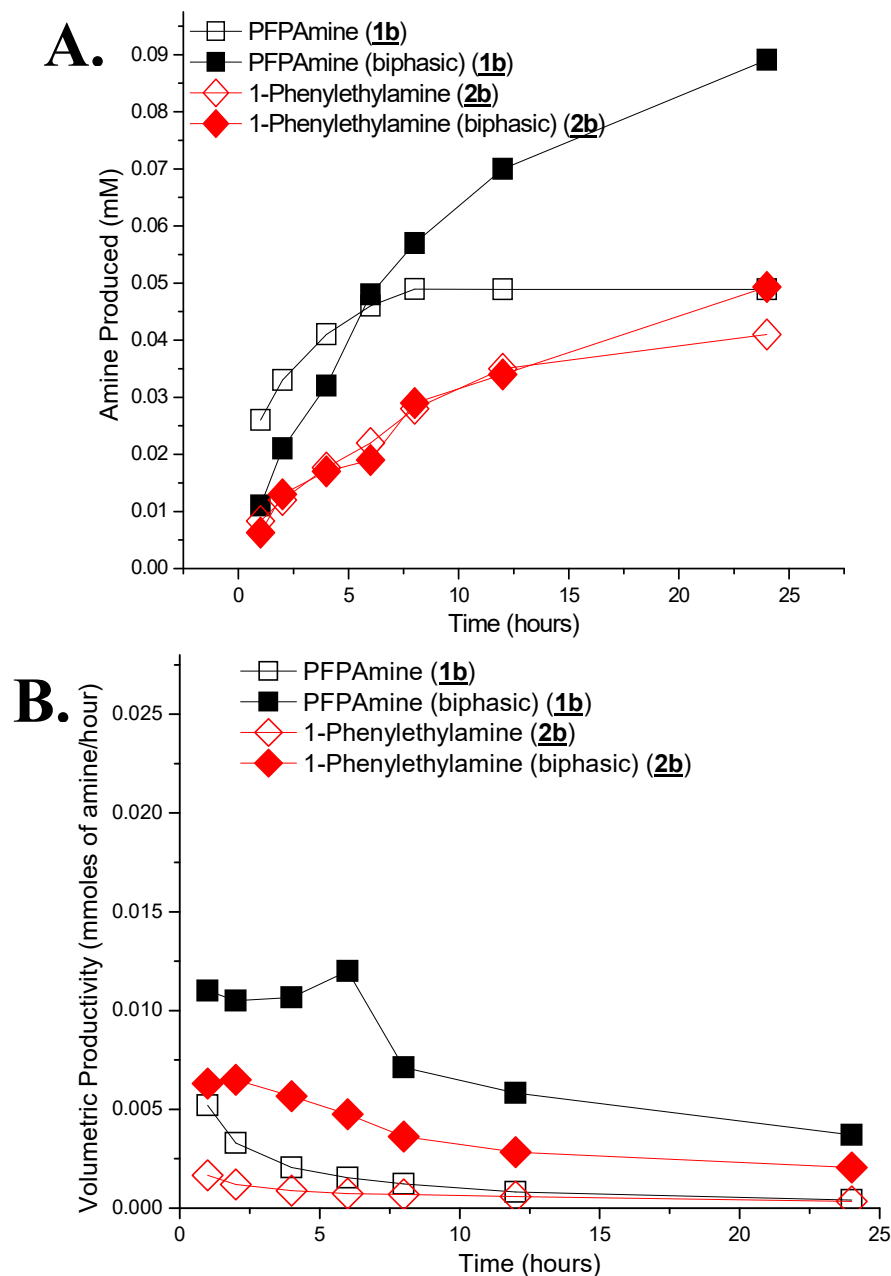 A.
PFPAmine (1b)
PFPAmine (biphasic) (1b)
1-Phenylethylamine (2b)
1-Phenylethylamine (biphasic) (2b)
0.09
0.08
0.07
0.06
0.05
0.04
0.03
0.02
0.01
0.00
Amine Produced (mM)
0 5 10 15 20 25
Time (hours)
B.
PFPAmine (1b)
PFPAmine (biphasic) (1b)
1-Phenylethylamine (2b)
1-Phenylethylamine (biphasic) (2b)
0.025
0.020
0.015
0.010
0.005
0.000
Volumetric Productivity (mmoles of amine/hour)
0 5 10 15 20 25
Time (hours)